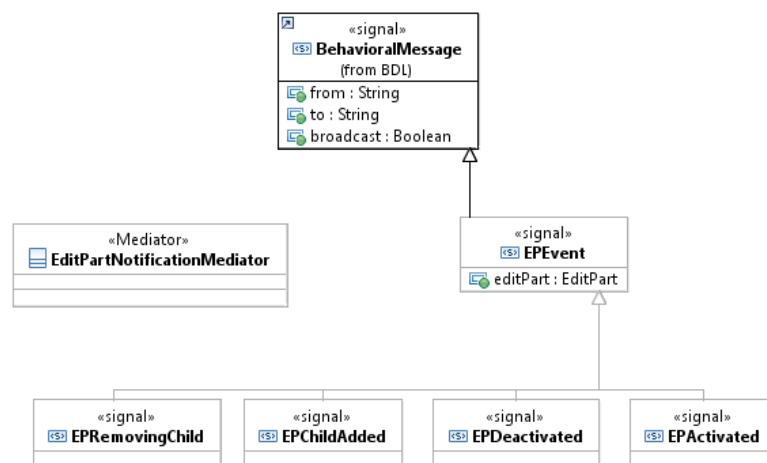 «signal»
BehavioralMessage
(from BDL)
from : String
to : String
broadcast : Boolean
«Mediator»
EditPartNotificationMediator
«signal»
EPEvent
editPart : EditPart
«signal»
EPRemovingChild
«signal»
EPChildAdded
«signal»
EPDeactivated
«signal»
EPActivated